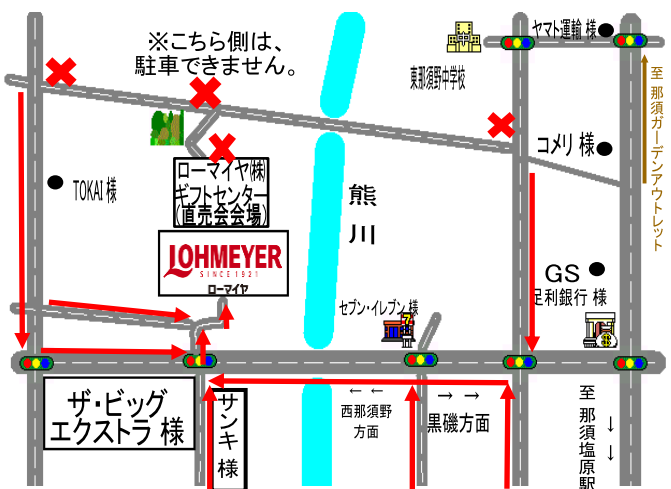 ※こちら側は、
駐車できません。
ヤマト運輸 様
東那須野中学校
至 那須ガーデンアウトレット
コメリ 様
ローマイヤ㈱
ギフトセンター
(直売会会場)
TOKAI 様
熊川
LOHMEYER
SINCE 1921
ローマイヤ
GS
足利銀行 様
セブン・イレブン 様
7
ザ・ビッグ
エクストラ 様
サンキ 様
← ←
西那須野
方面
→ →
黒磯方面
至 那須塩原駅
→ →